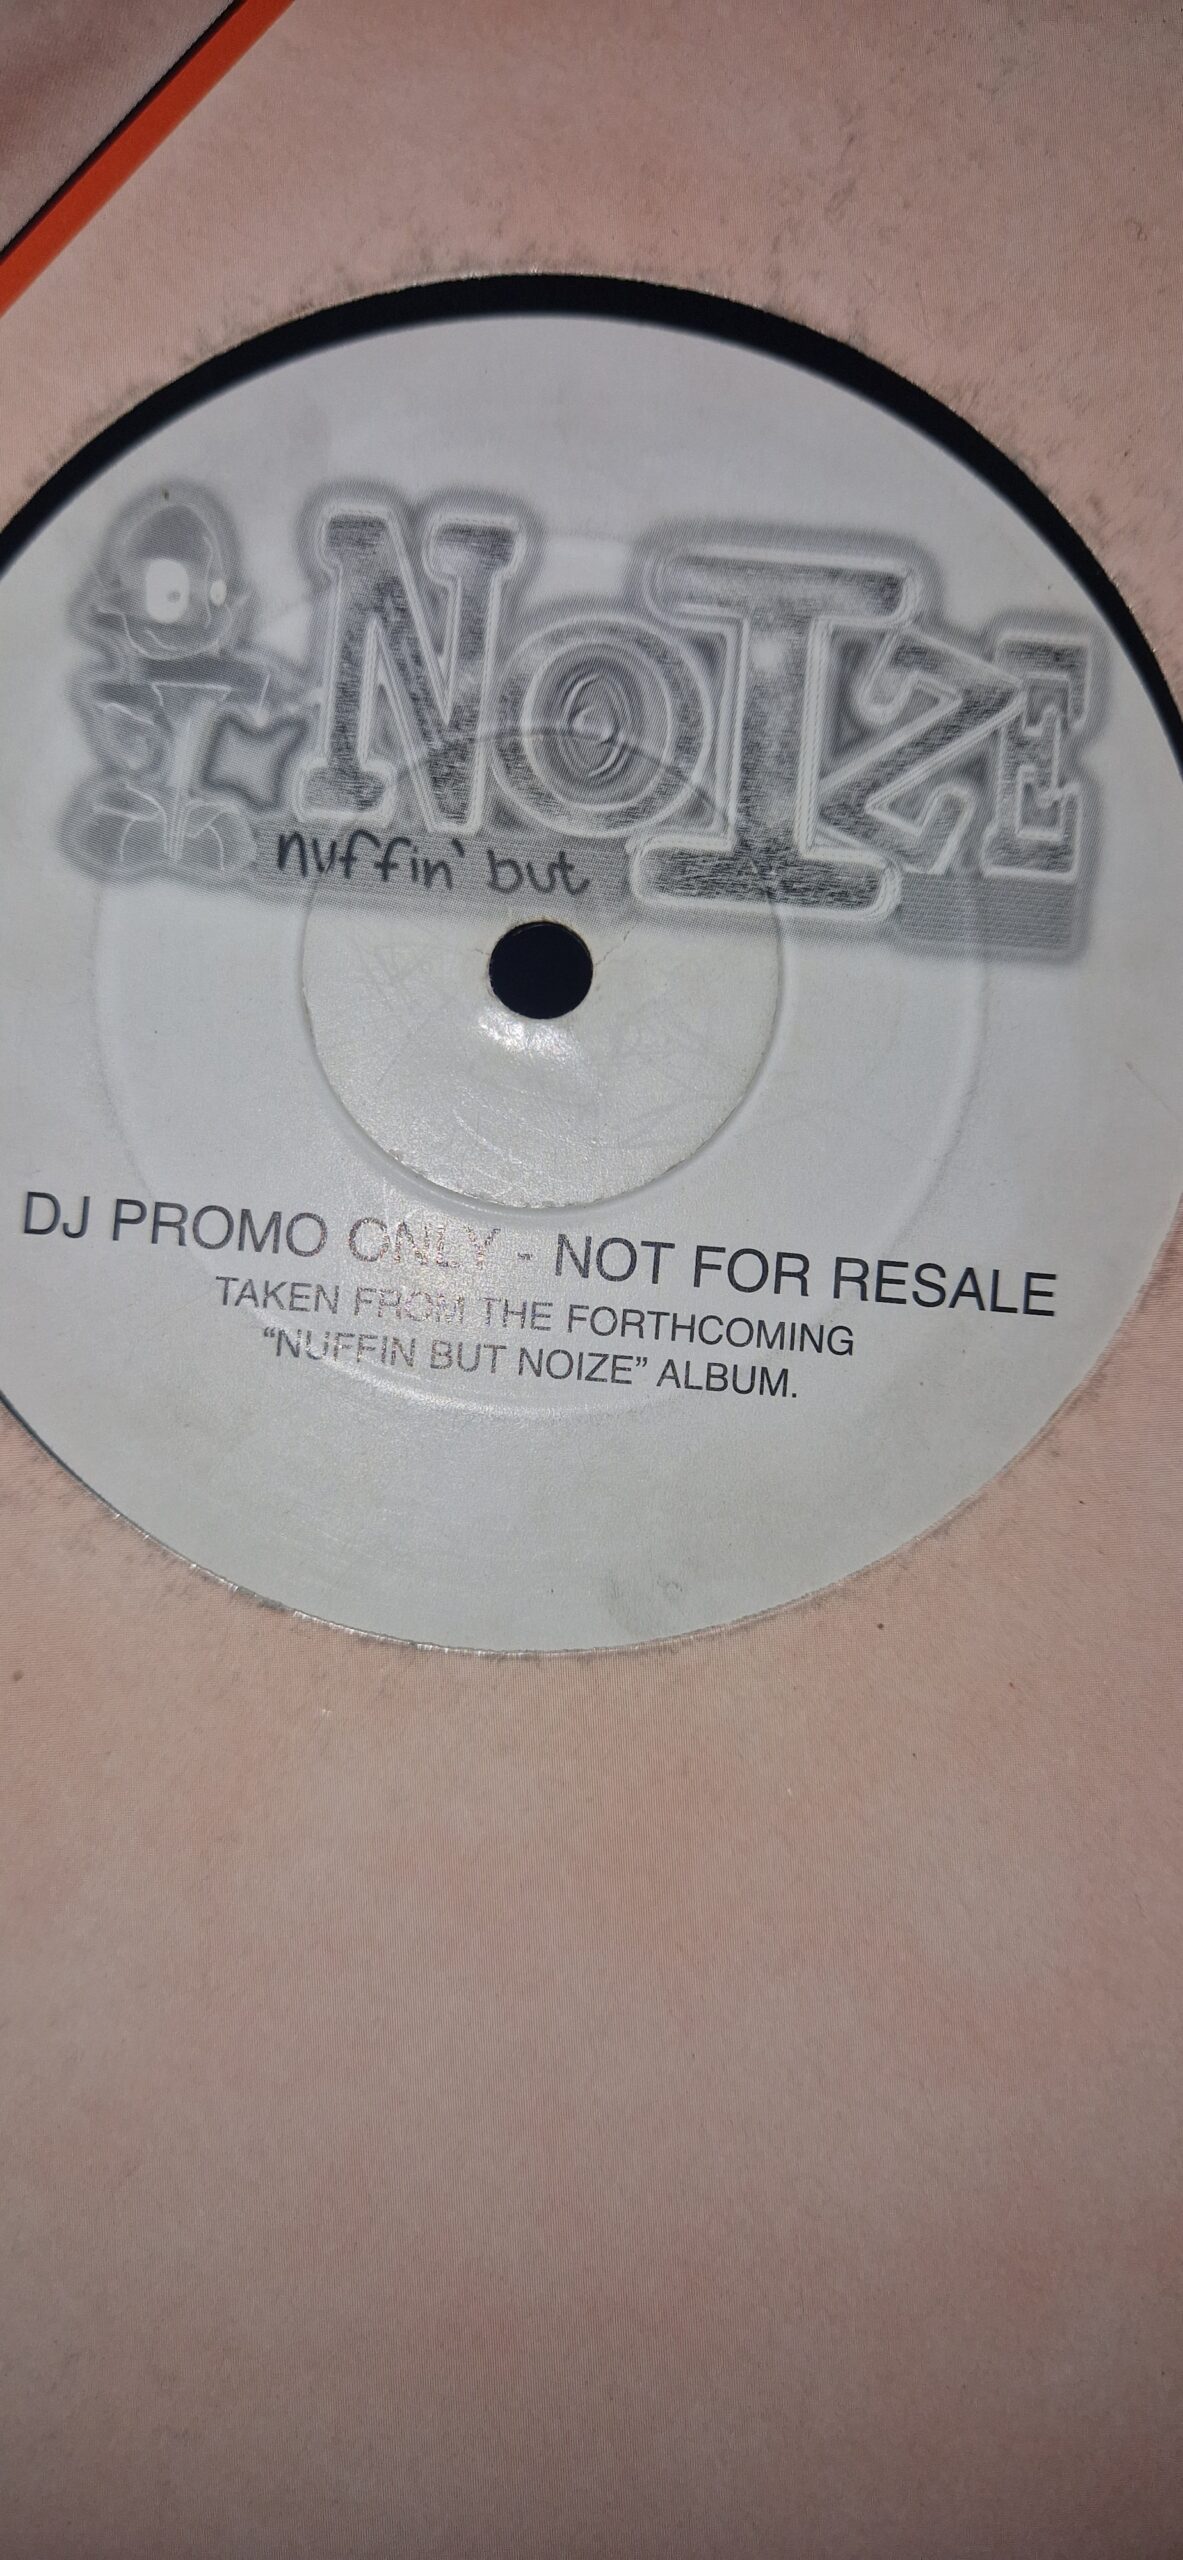 NOIZE
nuffin' but
DJ PROMO ONLY - NOT FOR RESALE
TAKEN FROM THE FORTHCOMING
“NUFFIN BUT NOIZE” ALBUM.